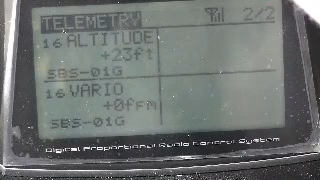 TELEMETRY 2/2
16 ALTITUDE
+23ft
SBS-01G
16 VARIO
+0fpm
SBS-01G
Digital Proportional Radio Control System